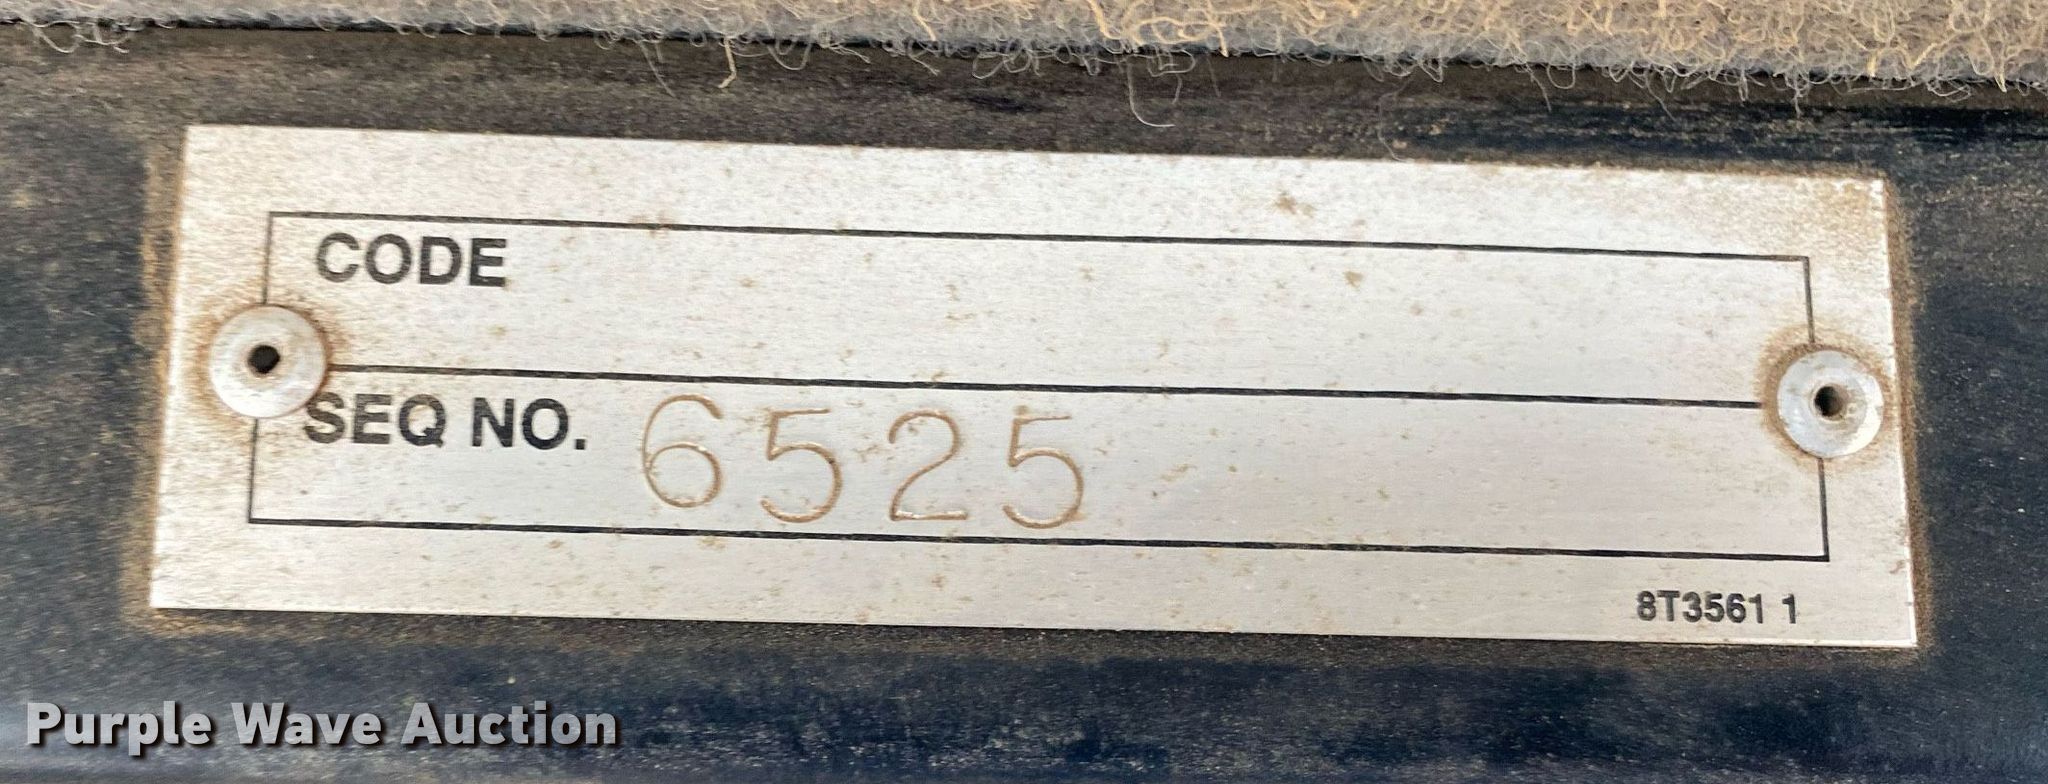 CODE
SEQ NO. 6525
8T3561 1
Purple Wave Auction